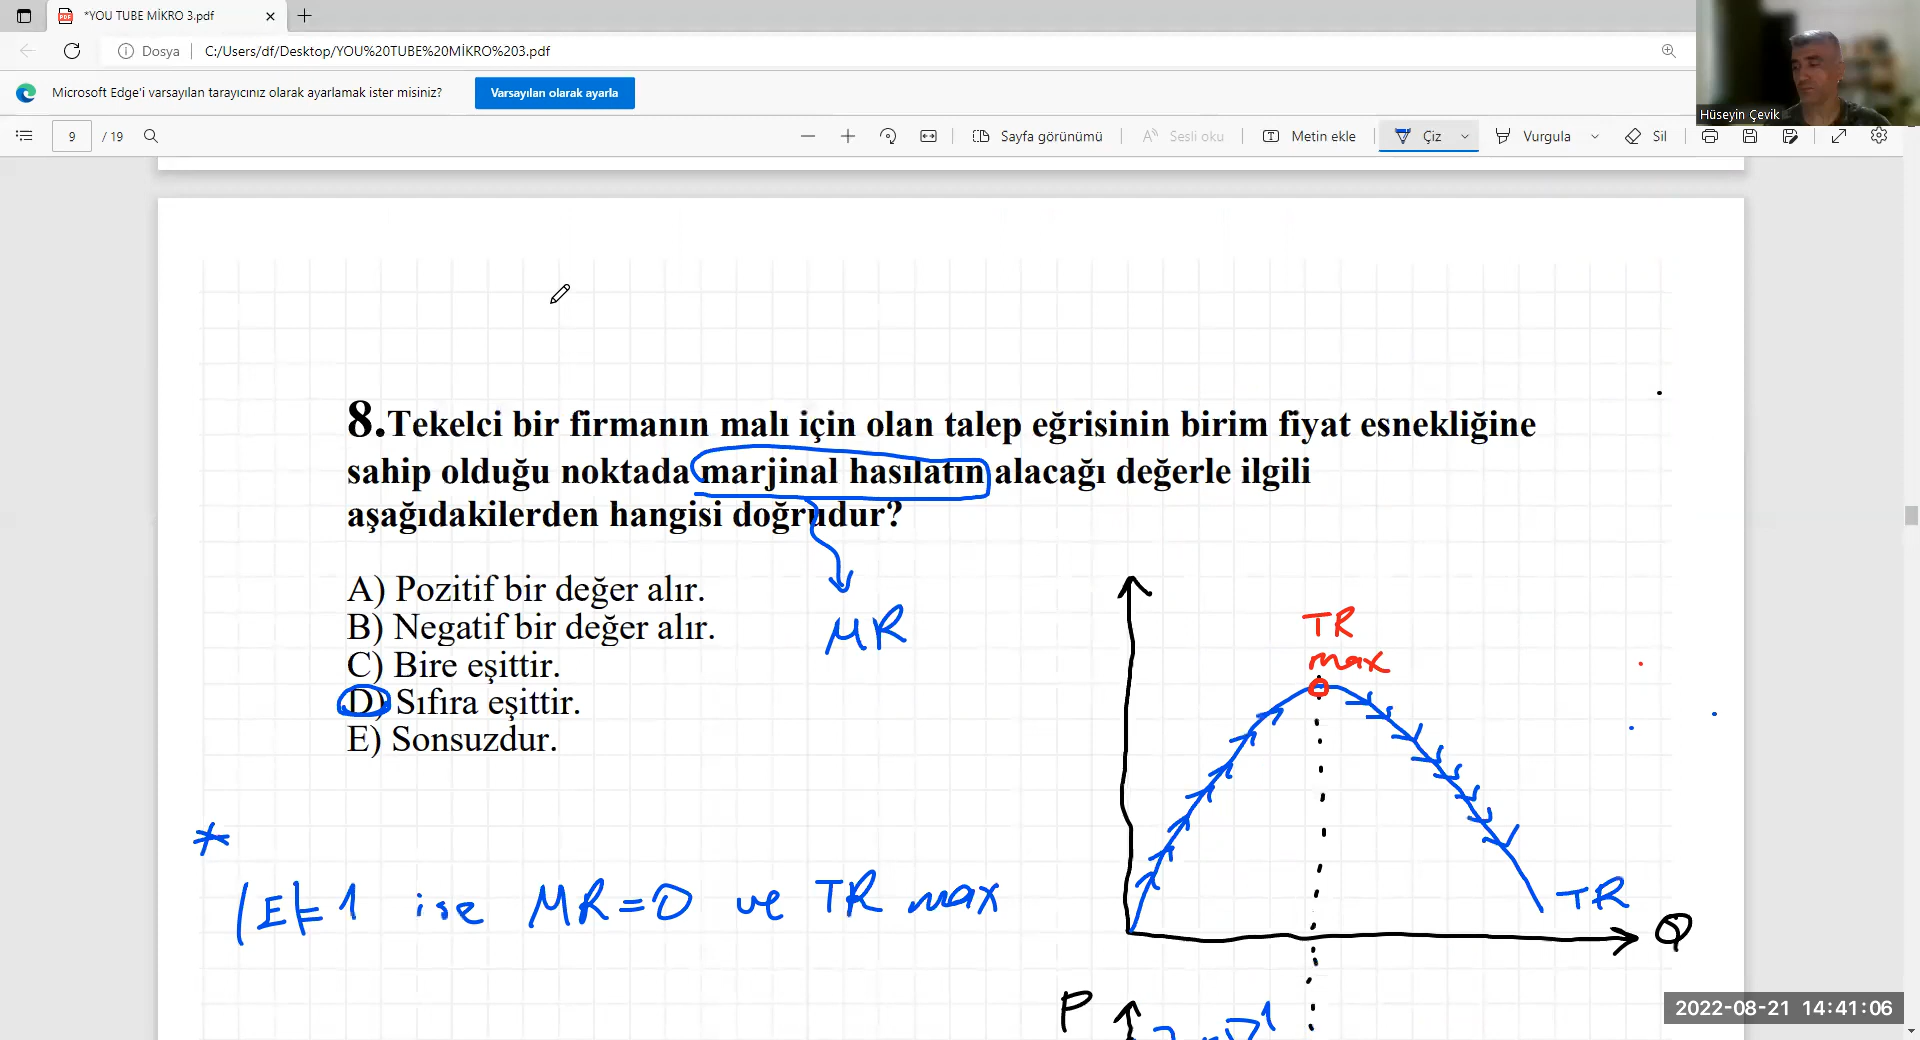 *YOU TUBE MİKRO 3.pdf
Dosya
C:/Users/df/Desktop/YOU%20TUBE%20MİKRO%203.pdf
Microsoft Edge'i varsayılan tarayıcınız olarak ayarlamak ister misiniz?
Varsayılan olarak ayarla
Hüseyin Çevik
9 / 19
Sayfa görünümü
Sesli oku
Metin ekle
Çiz
Vurgula
Sil
8.Tekelci bir firmanın malı için olan talep eğrisinin birim fiyat esnekliğine
sahip olduğu noktada marjinal hasılatın alacağı değerle ilgili
aşağıdakilerden hangisi doğrudur?
A) Pozitif bir değer alır.
B) Negatif bir değer alır.
C) Bire eşittir.
D) Sıfıra eşittir.
E) Sonsuzdur.
MR
TR
max
* |E|=1 ise MR=0 ve TR max
TR
Q
P
2022-08-21 14:41:06